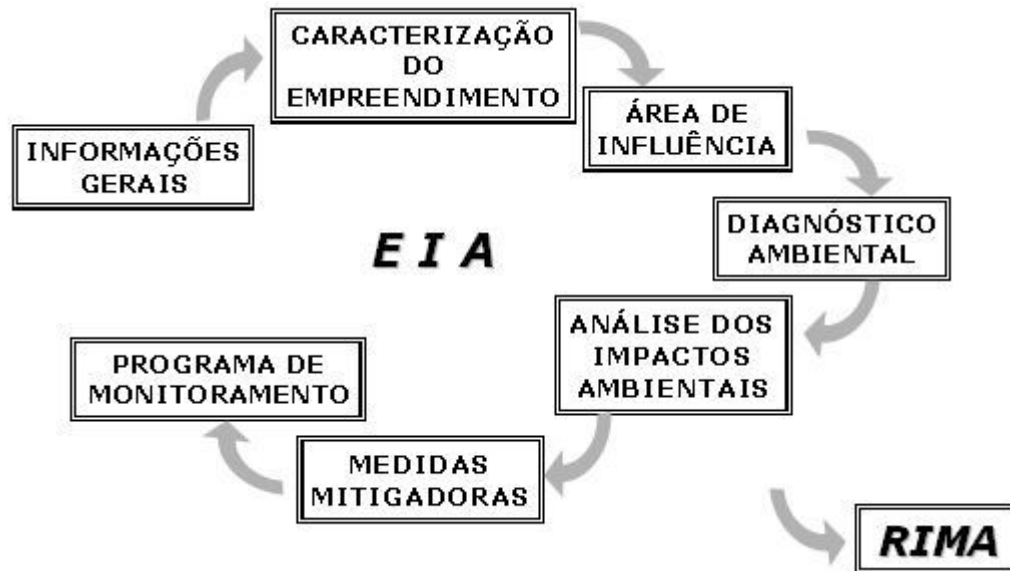 INFORMAÇÕES
GERAIS
CARACTERIZAÇÃO
DO
EMPREENDIMENTO
ÁREA DE
INFLUÊNCIA
DIAGNÓSTICO
AMBIENTAL
EIA
ANÁLISE DOS
IMPACTOS
AMBIENTAIS
MEDIDAS
MITIGADORAS
PROGRAMA DE
MONITORAMENTO
RIMA